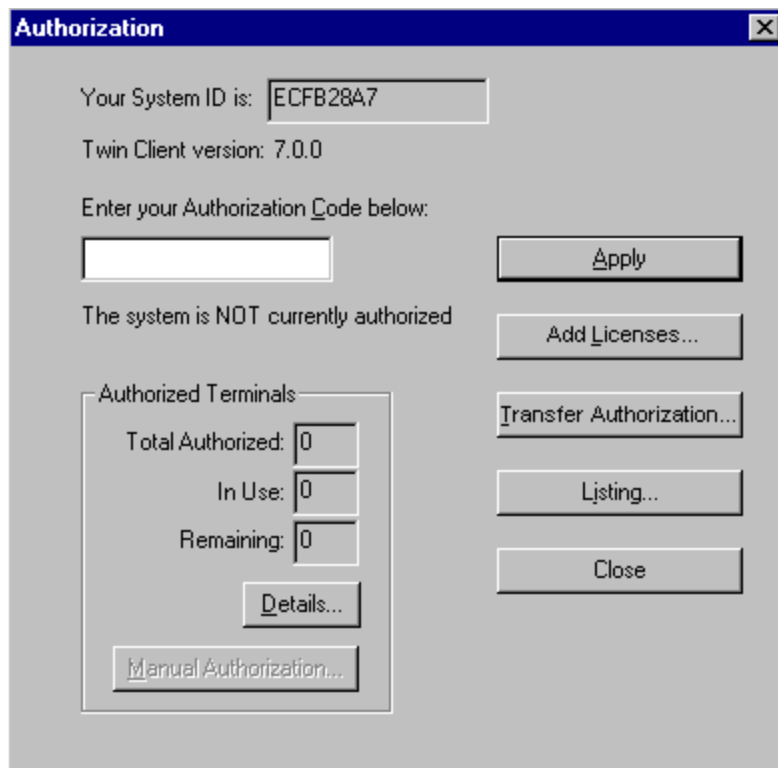 Authorization
Your System ID is: ECFB28A7
Twin Client version: 7.0.0
Enter your Authorization Code below:
Apply
The system is NOT currently authorized
Add Licenses...
Authorized Terminals
Transfer Authorization...
Total Authorized: 0
In Use: 0
Listing...
Remaining: 0
Close
Details...
Manual Authorization...